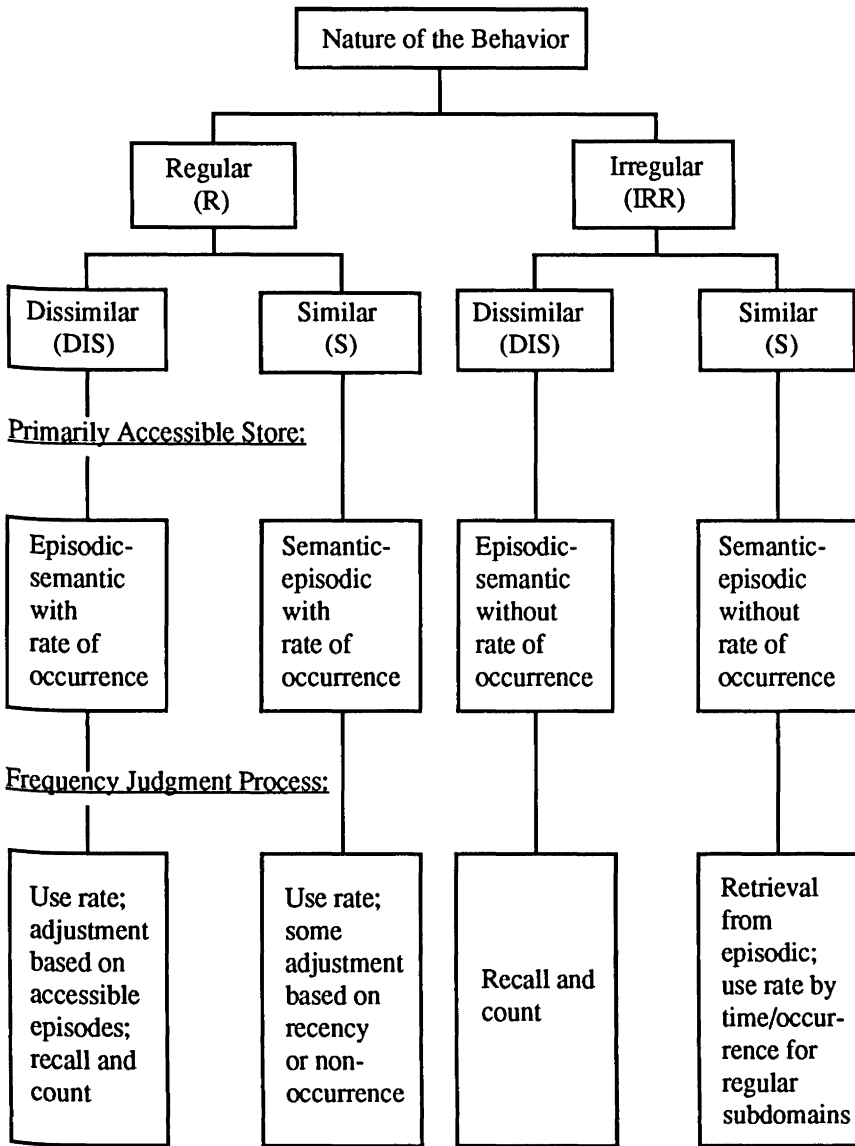 Nature of the Behavior
Regular
(R)
Irregular
(IRR)
Dissimilar
(DIS)
Similar
(S)
Dissimilar
(DIS)
Similar
(S)
Primarily Accessible Store:
Episodic-
semantic
with
rate of
occurrence
Semantic-
episodic
with
rate of
occurrence
Episodic-
semantic
without
rate of
occurrence
Semantic-
episodic
without
rate of
occurrence
Frequency Judgment Process:
Use rate;
adjustment
based on
accessible
episodes;
recall and
count
Use rate;
some
adjustment
based on
recency
or non-
occurrence
Recall and
count
Retrieval
from
episodic;
use rate by
time/occur-
rence for
regular
subdomains